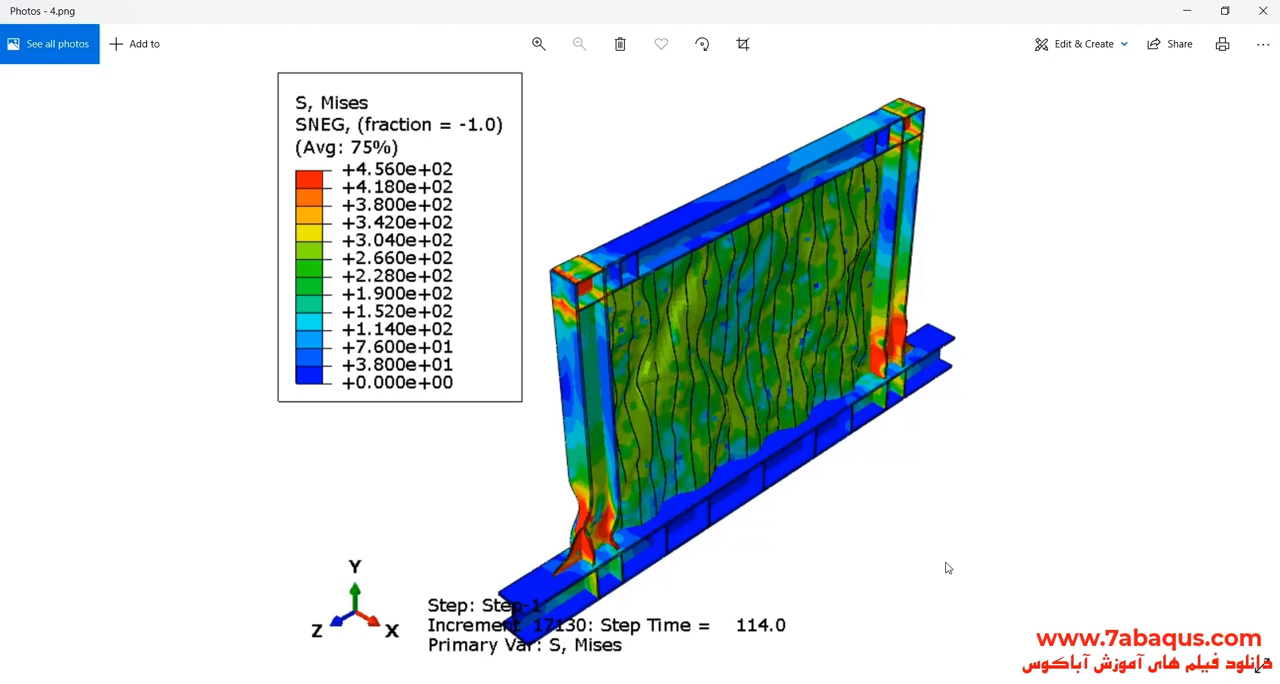 Photos - 4.png
See all photos
Add to
Edit & Create
Share
S, Mises
SNEG, (fraction = -1.0)
(Avg: 75%)
+4.560e+02
+4.180e+02
+3.800e+02
+3.420e+02
+3.040e+02
+2.660e+02
+2.280e+02
+1.900e+02
+1.520e+02
+1.140e+02
+7.600e+01
+3.800e+01
+0.000e+00
Y
Z
X
Step: Step-1
Increment 17130: Step Time = 114.0
Primary Var: S, Mises
www.7abaqus.com
دانلود فیلم های آموزش آباکوس